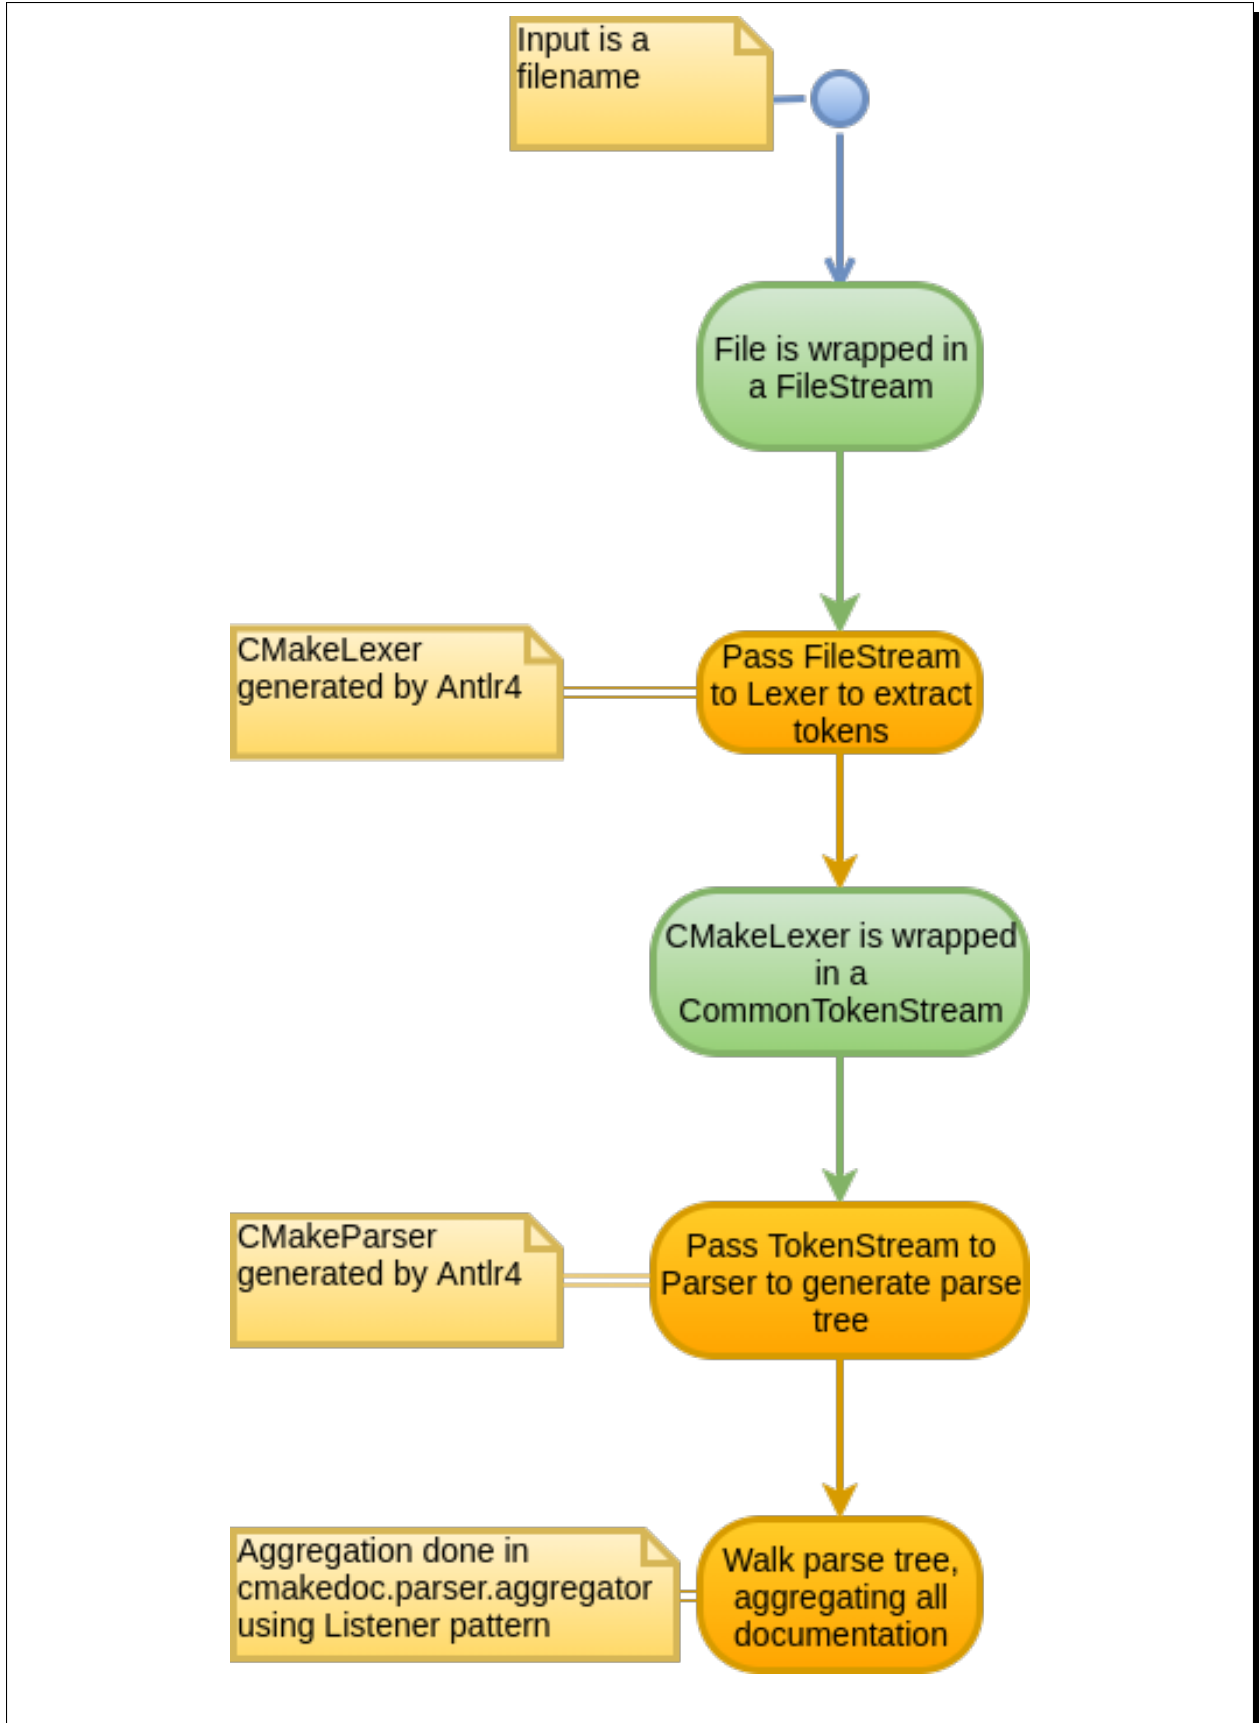 Input is a
filename
File is wrapped in
a FileStream
CMakeLexer
generated by Antlr4
Pass FileStream
to Lexer to extract
tokens
CMakeLexer is wrapped
in a
CommonTokenStream
CMakeParser
generated by Antlr4
Pass TokenStream to
Parser to generate parse
tree
Aggregation done in
cmakedoc.parser.aggregator
using Listener pattern
Walk parse tree,
aggregating all
documentation